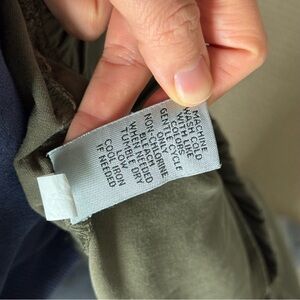 MACHINE
WASH COLD
WITH LIKE
COLORS
GENTLE CYCLE
ONLY
NON-CHLORINE
BLEACH
WHEN NEEDED
TUMBLE DRY
LOW
COOL IRON
IF NEEDED